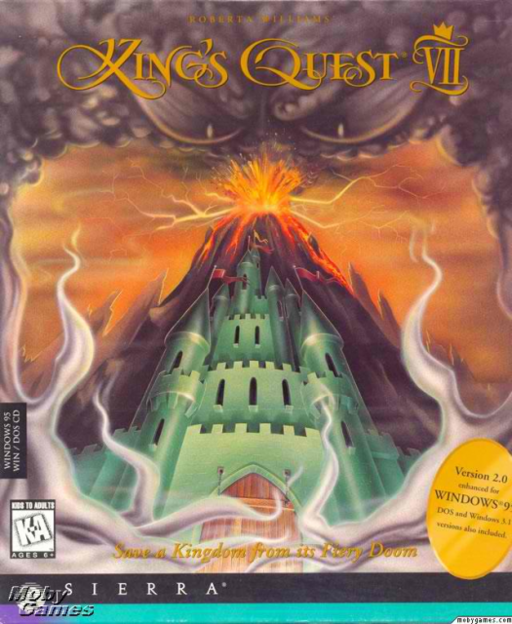 ROBERTA WILLIAMS
KING'S QUEST® VII
WINDOWS 95
WIN / DOS CD
KIDS TO ADULTS
K-A
AGES 6+
Version 2.0
enhanced for
WINDOWS®95
DOS and Windows 3.1
versions also included.
Save a Kingdom from its Fiery Doom
SIERRA®
Moby
Games
mobygames.com